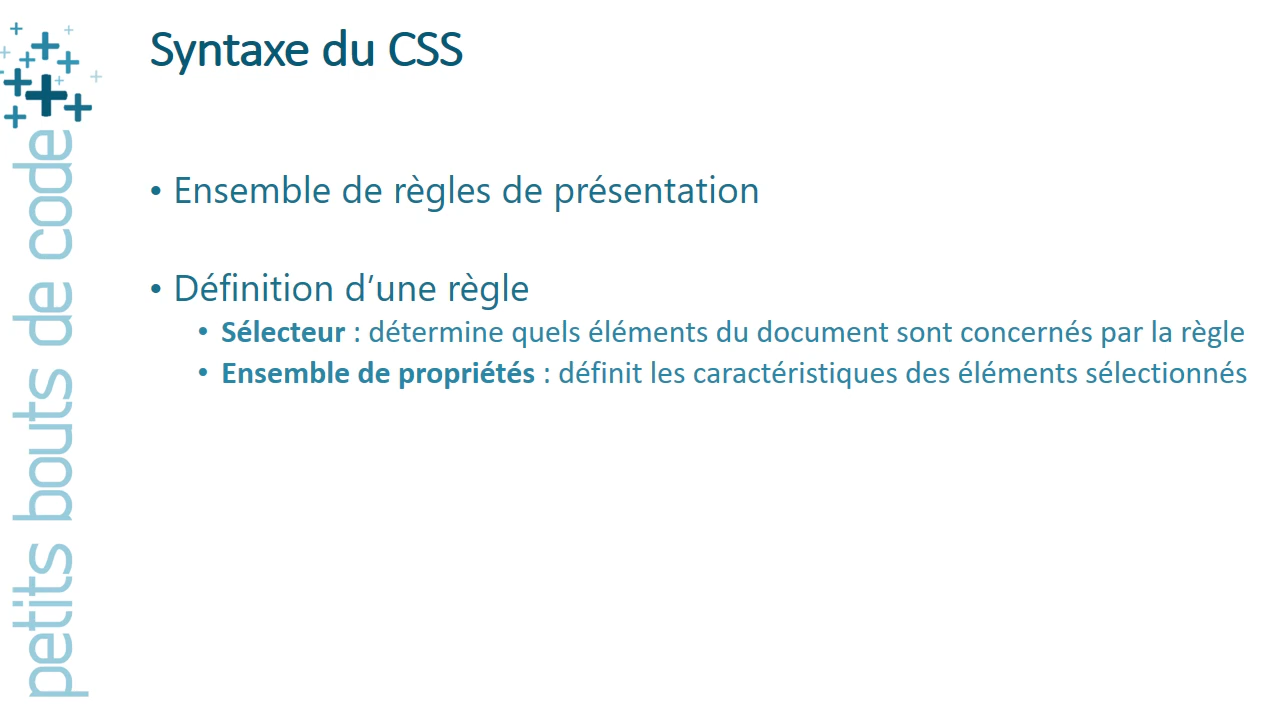 Syntaxe du CSS
• Ensemble de règles de présentation
• Définition d’une règle
• Sélecteur : détermine quels éléments du document sont concernés par la règle
• Ensemble de propriétés : définit les caractéristiques des éléments sélectionnés
petits bouts de code